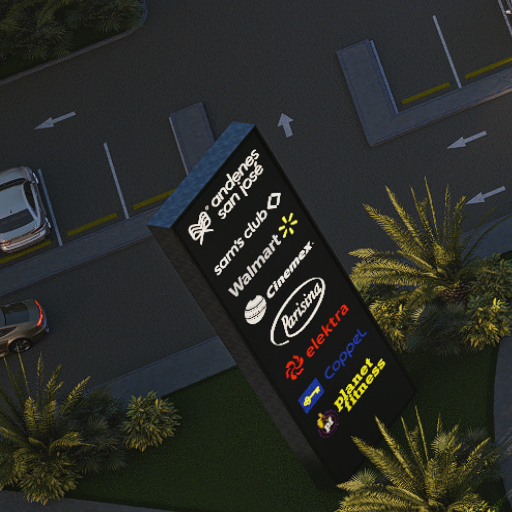 andenes
san josé
sam's club
Walmart
Cinemex
Parisina
elektra
Coppel
planet
fitness